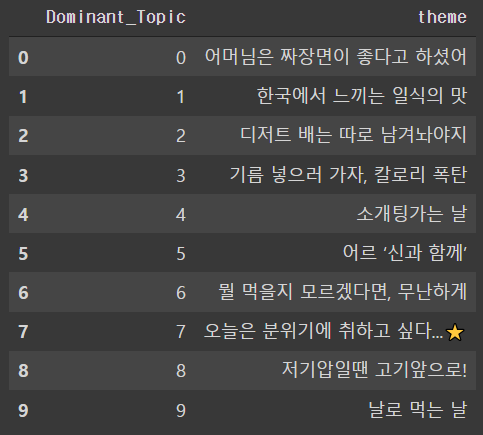 Dominant_Topic theme
0 0 어머님은 짜장면이 좋다고 하셨어
1 1 한국에서 느끼는 일식의 맛
2 2 디저트 배는 따로 남겨놔야지
3 3 기름 넣으러 가자, 칼로리 폭탄
4 4 소개팅가는 날
5 5 어르 ‘신과 함께’
6 6 뭘 먹을지 모르겠다면, 무난하게
7 7 오늘은 분위기에 취하고 싶다...⭐
8 8 저기압일땐 고기앞으로!
9 9 날로 먹는 날